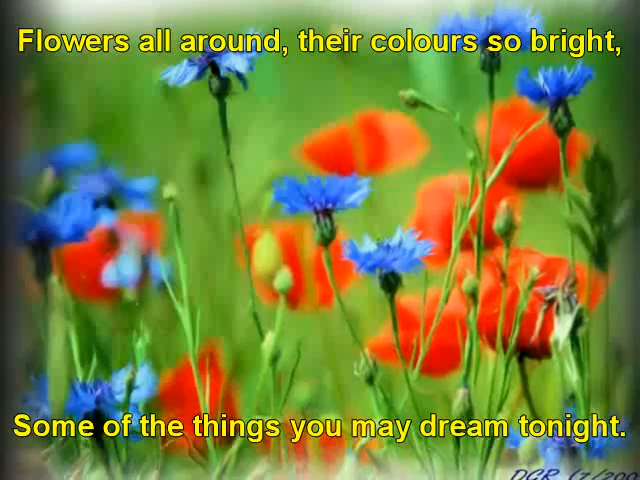 Flowers all around, their colours so bright,
Some of the things you may dream tonight.